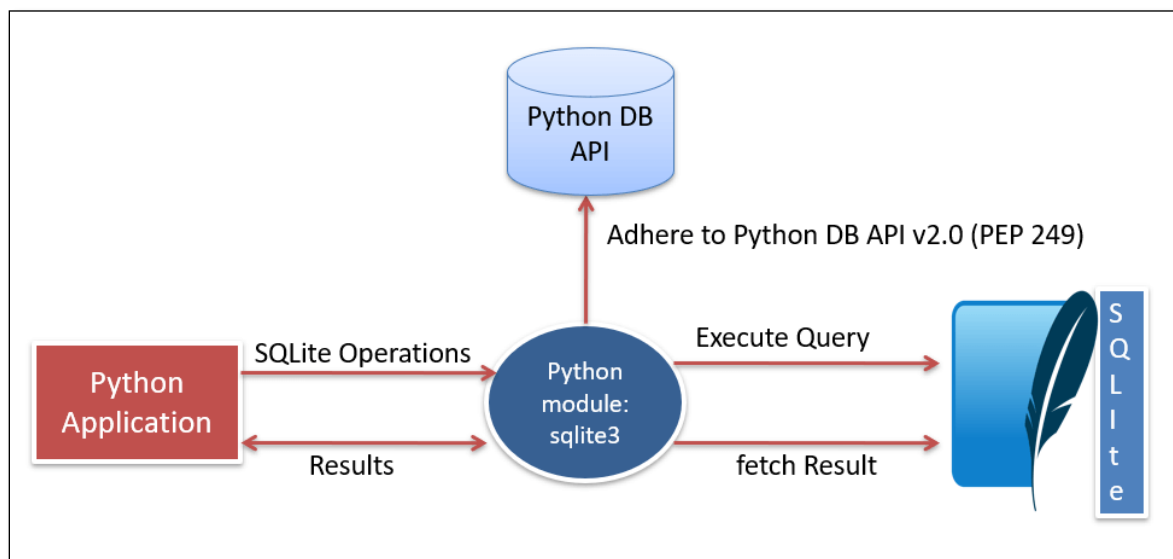 Python DB
API
Adhere to Python DB API v2.0 (PEP 249)
SQLite Operations
Python
Application
Results
Python
module:
sqlite3
Execute Query
fetch Result
S
Q
L
I
t
e